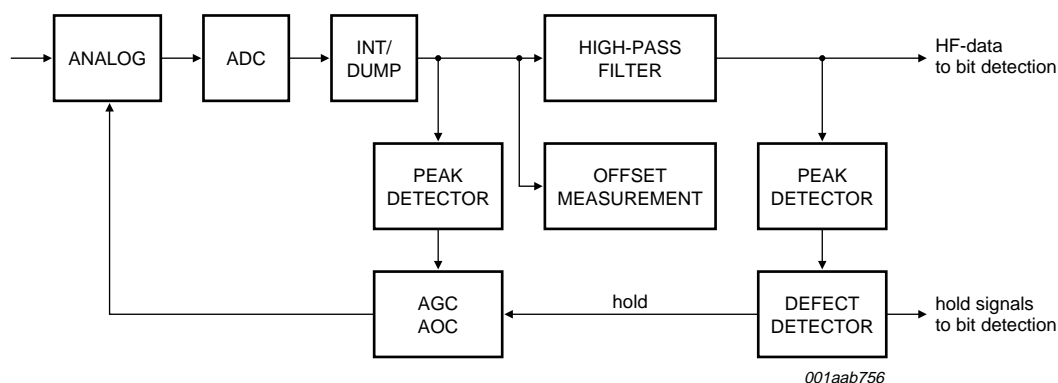 ANALOG
ADC
INT/
DUMP
HIGH-PASS
FILTER
HF-data
to bit detection
PEAK
DETECTOR
OFFSET
MEASUREMENT
PEAK
DETECTOR
AGC
AOC
hold
DEFECT
DETECTOR
hold signals
to bit detection
001aab756